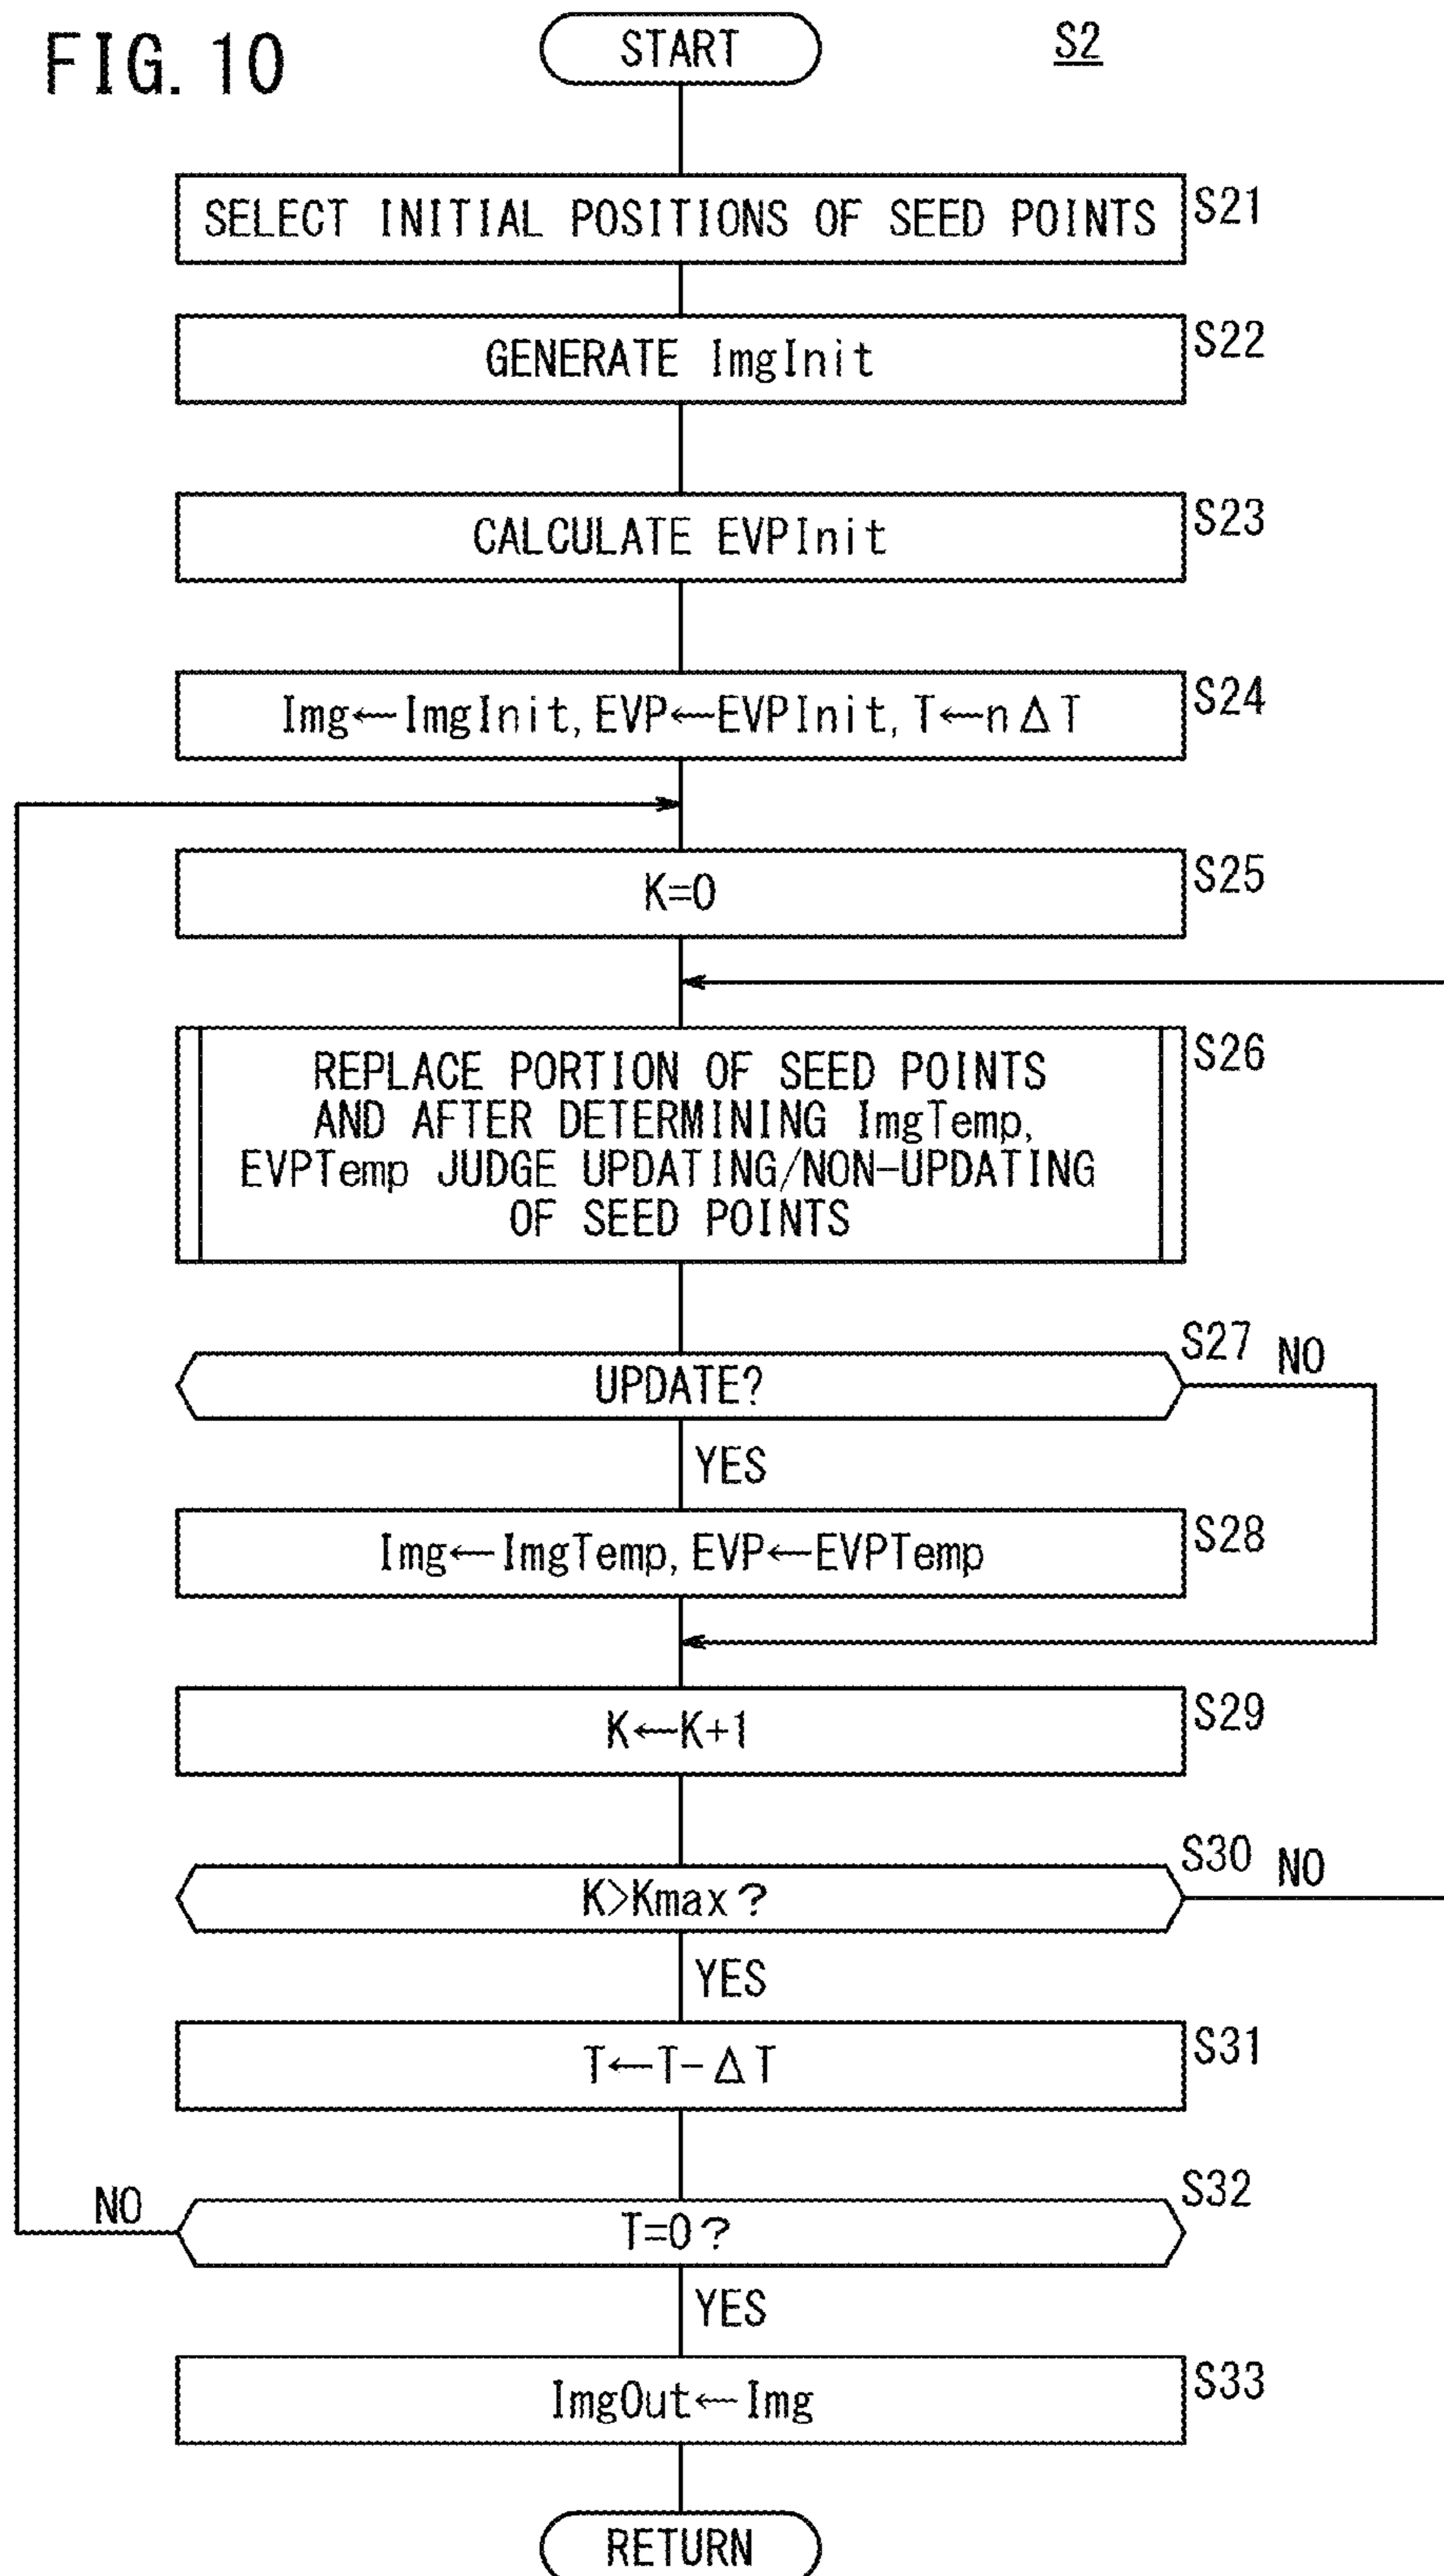 FIG. 10
START
S2
SELECT INITIAL POSITIONS OF SEED POINTS
S21
GENERATE ImgInit
S22
CALCULATE EVPInit
S23
Img←ImgInit, EVP←EVPInit, T←nΔT
S24
K=0
S25
REPLACE PORTION OF SEED POINTS
AND AFTER DETERMINING ImgTemp,
EVPTemp JUDGE UPDATING/NON-UPDATING
OF SEED POINTS
S26
UPDATE?
S27
NO
YES
Img←ImgTemp, EVP←EVPTemp
S28
K←K+1
S29
K>Kmax?
S30
NO
YES
T←T-ΔT
S31
NO
T=0?
S32
YES
ImgOut←Img
S33
RETURN